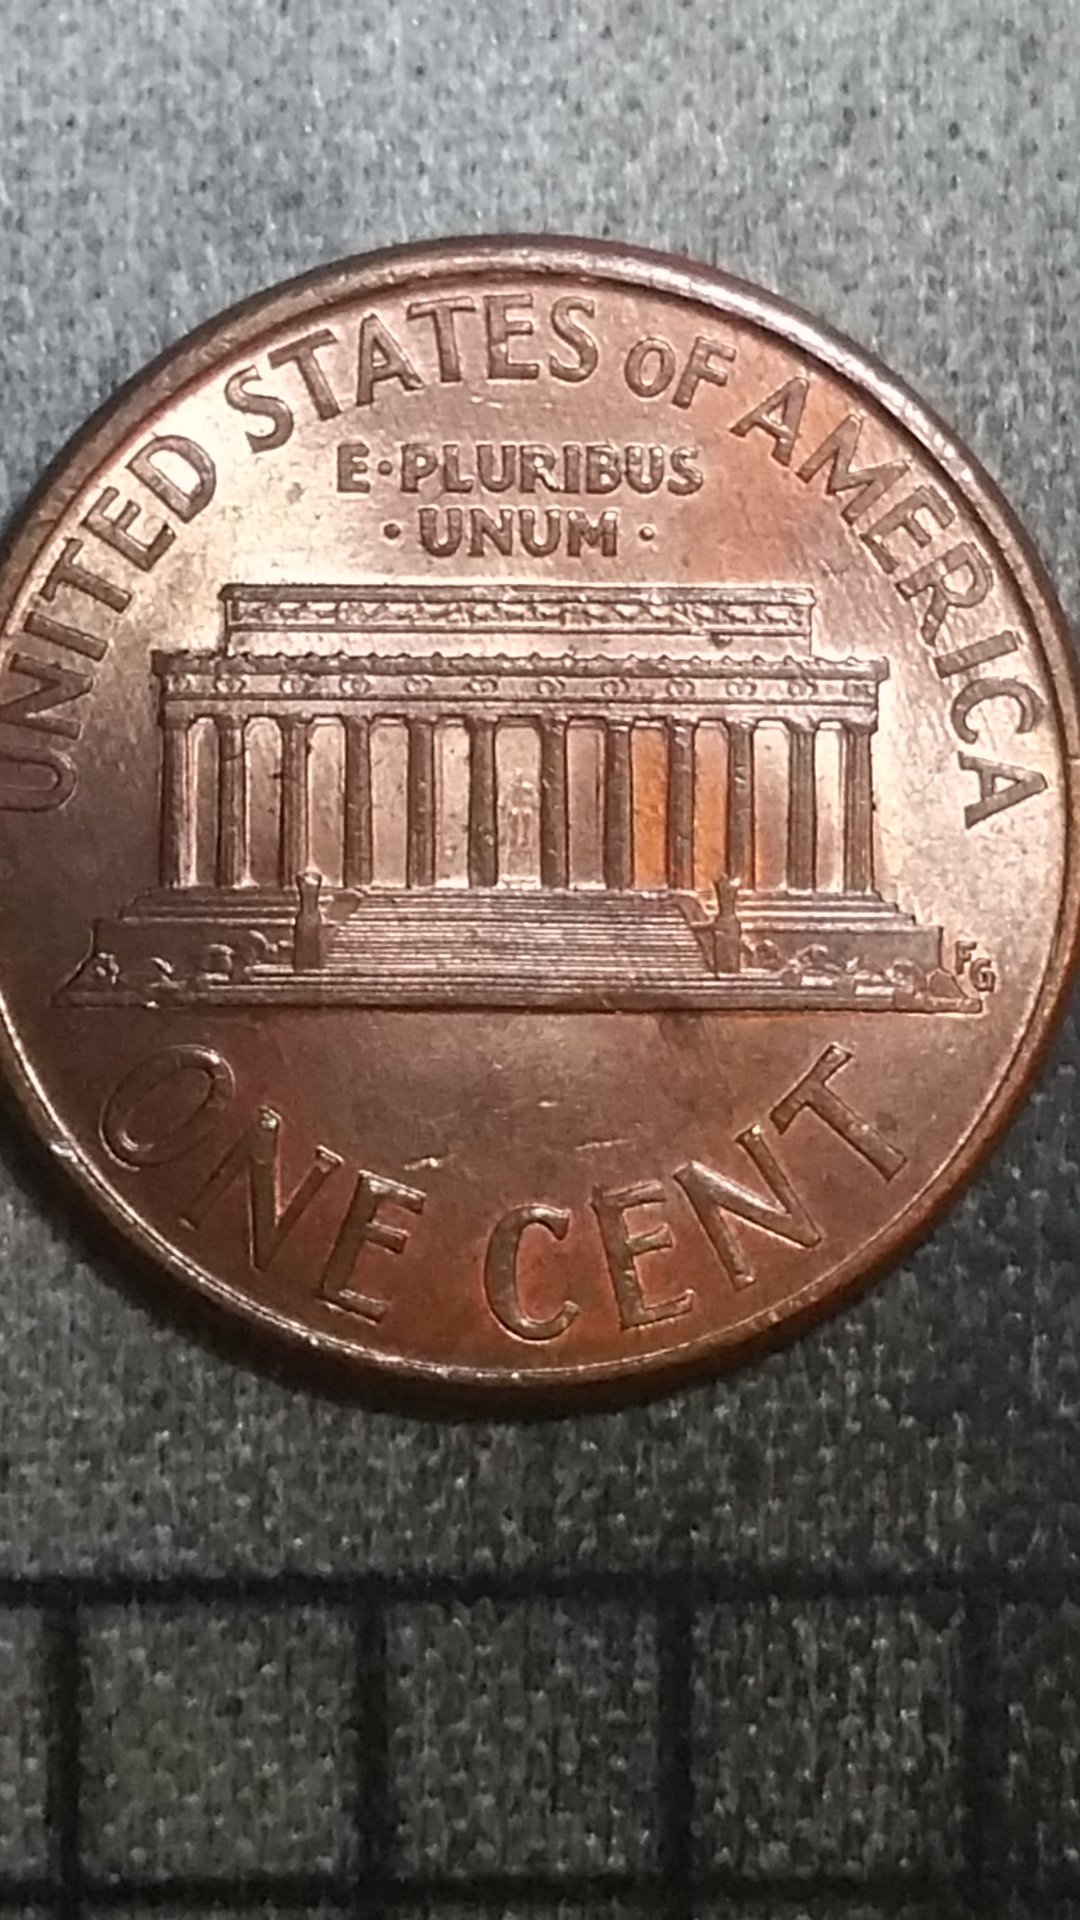 UNITED STATES OF AMERICA
E·PLURIBUS
·UNUM·
FG
ONE CENT